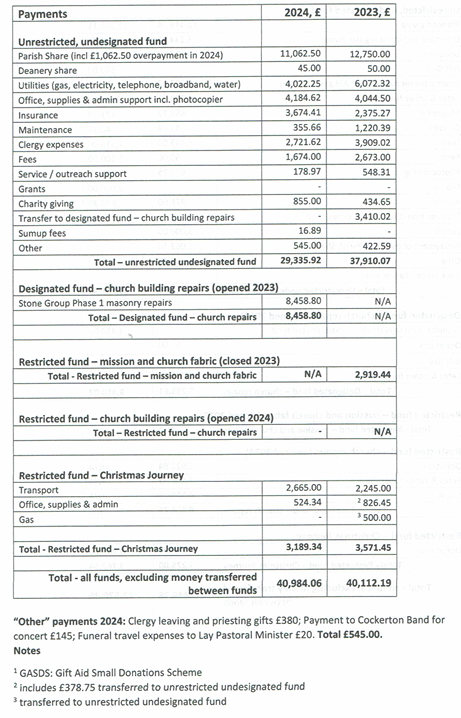 Payments 2024, £ 2023, £
Unrestricted, undesignated fund
Parish Share (incl £1,062.50 overpayment in 2024) 11,062.50 12,750.00
Deanery share 45.00 50.00
Utilities (gas, electricity, telephone, broadband, water) 4,022.25 6,072.32
Office, supplies & admin support incl. photocopier 4,184.62 4,044.50
Insurance 3,674.41 2,375.27
Maintenance 355.66 1,220.39
Clergy expenses 2,721.62 3,909.02
Fees 1,674.00 2,673.00
Service / outreach support 178.97 548.31
Grants - -
Charity giving 855.00 434.65
Transfer to designated fund – church building repairs - 3,410.02
Sumup fees 16.89 -
Other 545.00 422.59
Total – unrestricted undesignated fund 29,335.92 37,910.07
Designated fund – church building repairs (opened 2023)
Stone Group Phase 1 masonry repairs 8,458.80 N/A
Total – Designated fund – church repairs 8,458.80 N/A
Restricted fund – mission and church fabric (closed 2023)
Total - Restricted fund – mission and church fabric N/A 2,919.44
Restricted fund – church building repairs (opened 2024)
Total – Restricted fund – church repairs - N/A
Restricted fund – Christmas Journey
Transport 2,665.00 2,245.00
Office, supplies & admin 524.34 ² 826.45
Gas - ³ 500.00
Total - Restricted fund – Christmas Journey 3,189.34 3,571.45
Total - all funds, excluding money transferred
between funds 40,984.06 40,112.19
"Other" payments 2024: Clergy leaving and priesting gifts £380; Payment to Cockerton Band for
concert £145; Funeral travel expenses to Lay Pastoral Minister £20. Total £545.00.
Notes
¹ GASDS: Gift Aid Small Donations Scheme
² includes £378.75 transferred to unrestricted undesignated fund
³ transferred to unrestricted undesignated fund